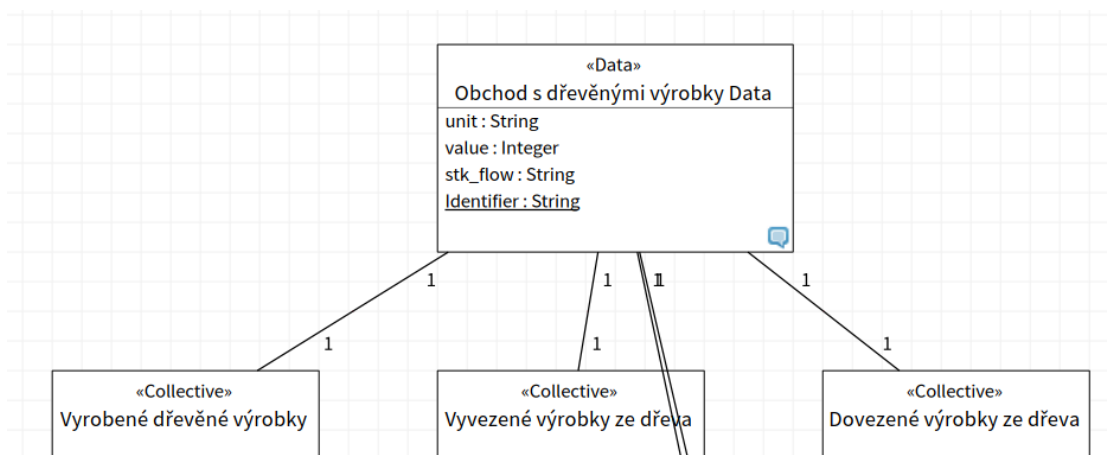 «Data»
Obchod s dřevěnými výrobky Data
unit : String
value : Integer
stk_flow : String
Identifier : String
1
1
1
1
1
1
1
1
«Collective»
Vyrobené dřevěné výrobky
«Collective»
Vyvezené výrobky ze dřeva
«Collective»
Dovezené výrobky ze dřeva